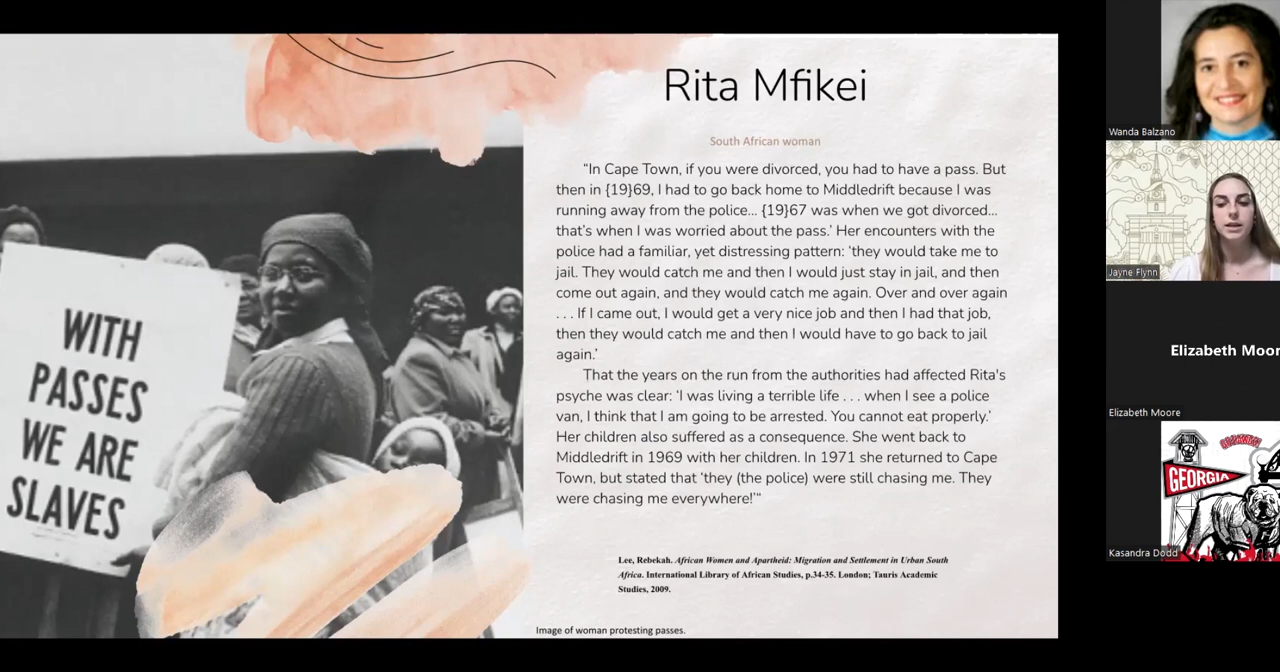 Rita Mfikei
South African woman
“In Cape Town, if you were divorced, you had to have a pass. But
then in {19}69, I had to go back home to Middledrift because I was
running away from the police... {19}67 was when we got divorced...
that's when I was worried about the pass.’ Her encounters with the
police had a familiar, yet distressing pattern: ‘they would take me to
jail. They would catch me and then I would just stay in jail, and then
come out again, and they would catch me again. Over and over again
. . . If I came out, I would get a very nice job and then I had that job,
then they would catch me and then I would have to go back to jail
again.’
That the years on the run from the authorities had affected Rita's
psyche was clear: ‘I was living a terrible life . . . when I see a police
van, I think that I am going to be arrested. You cannot eat properly.’
Her children also suffered as a consequence. She went back to
Middledrift in 1969 with her children. In 1971 she returned to Cape
Town, but stated that ‘they (the police) were still chasing me. They
were chasing me everywhere!’“
Lee, Rebekah. African Women and Apartheid: Migration and Settlement in Urban South
Africa. International Library of African Studies, p.34-35. London; Tauris Academic
Studies, 2009.
Image of woman protesting passes.
WITH
PASSES
WE ARE
SLAVES
Wanda Balzano
Jayne Flynn
Elizabeth Moor
Elizabeth Moore
GEORGIA
Kasandra Dodd